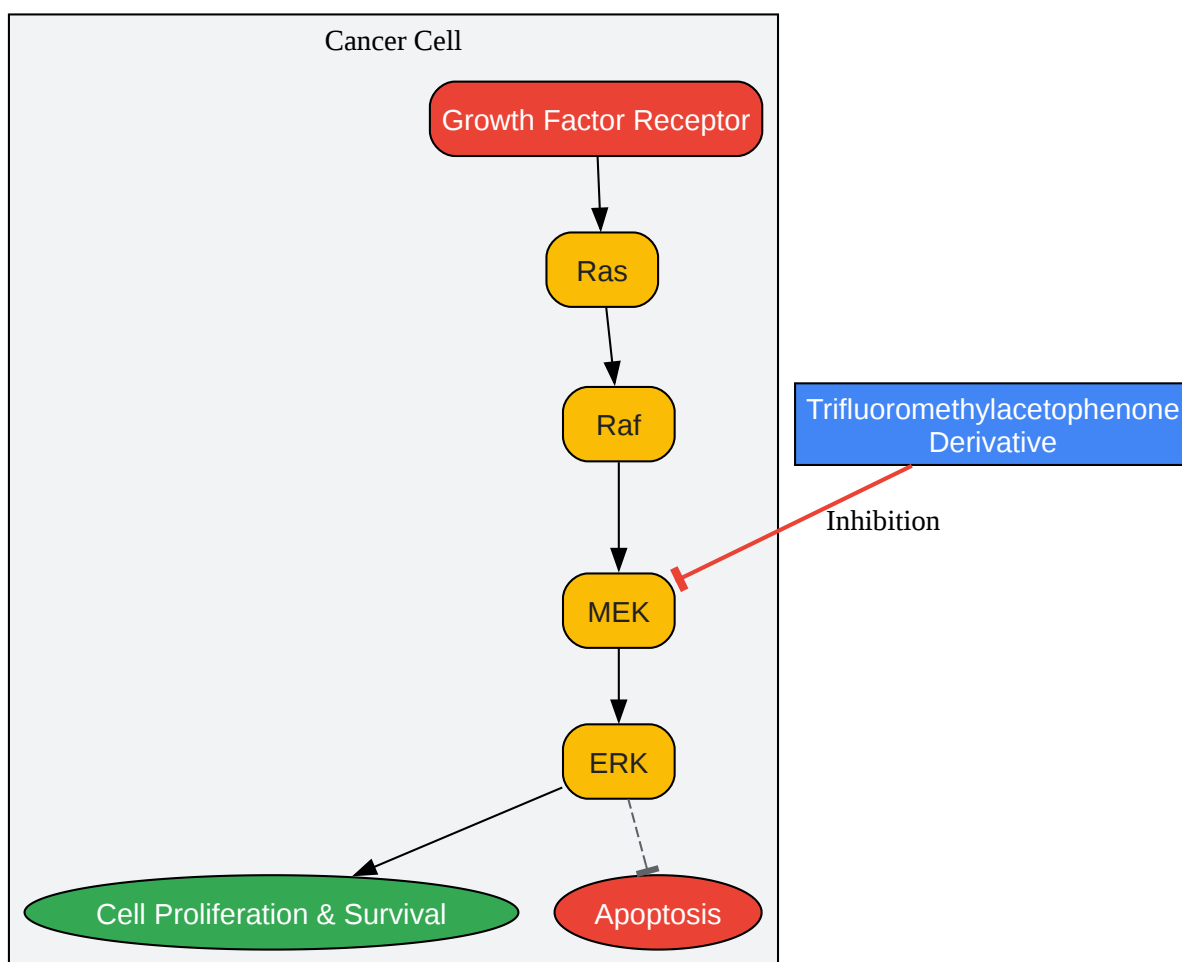 Cancer Cell
Growth Factor Receptor
Ras
Raf
Trifluoromethylacetophenone
Derivative
Inhibition
MEK
ERK
Cell Proliferation & Survival
Apoptosis